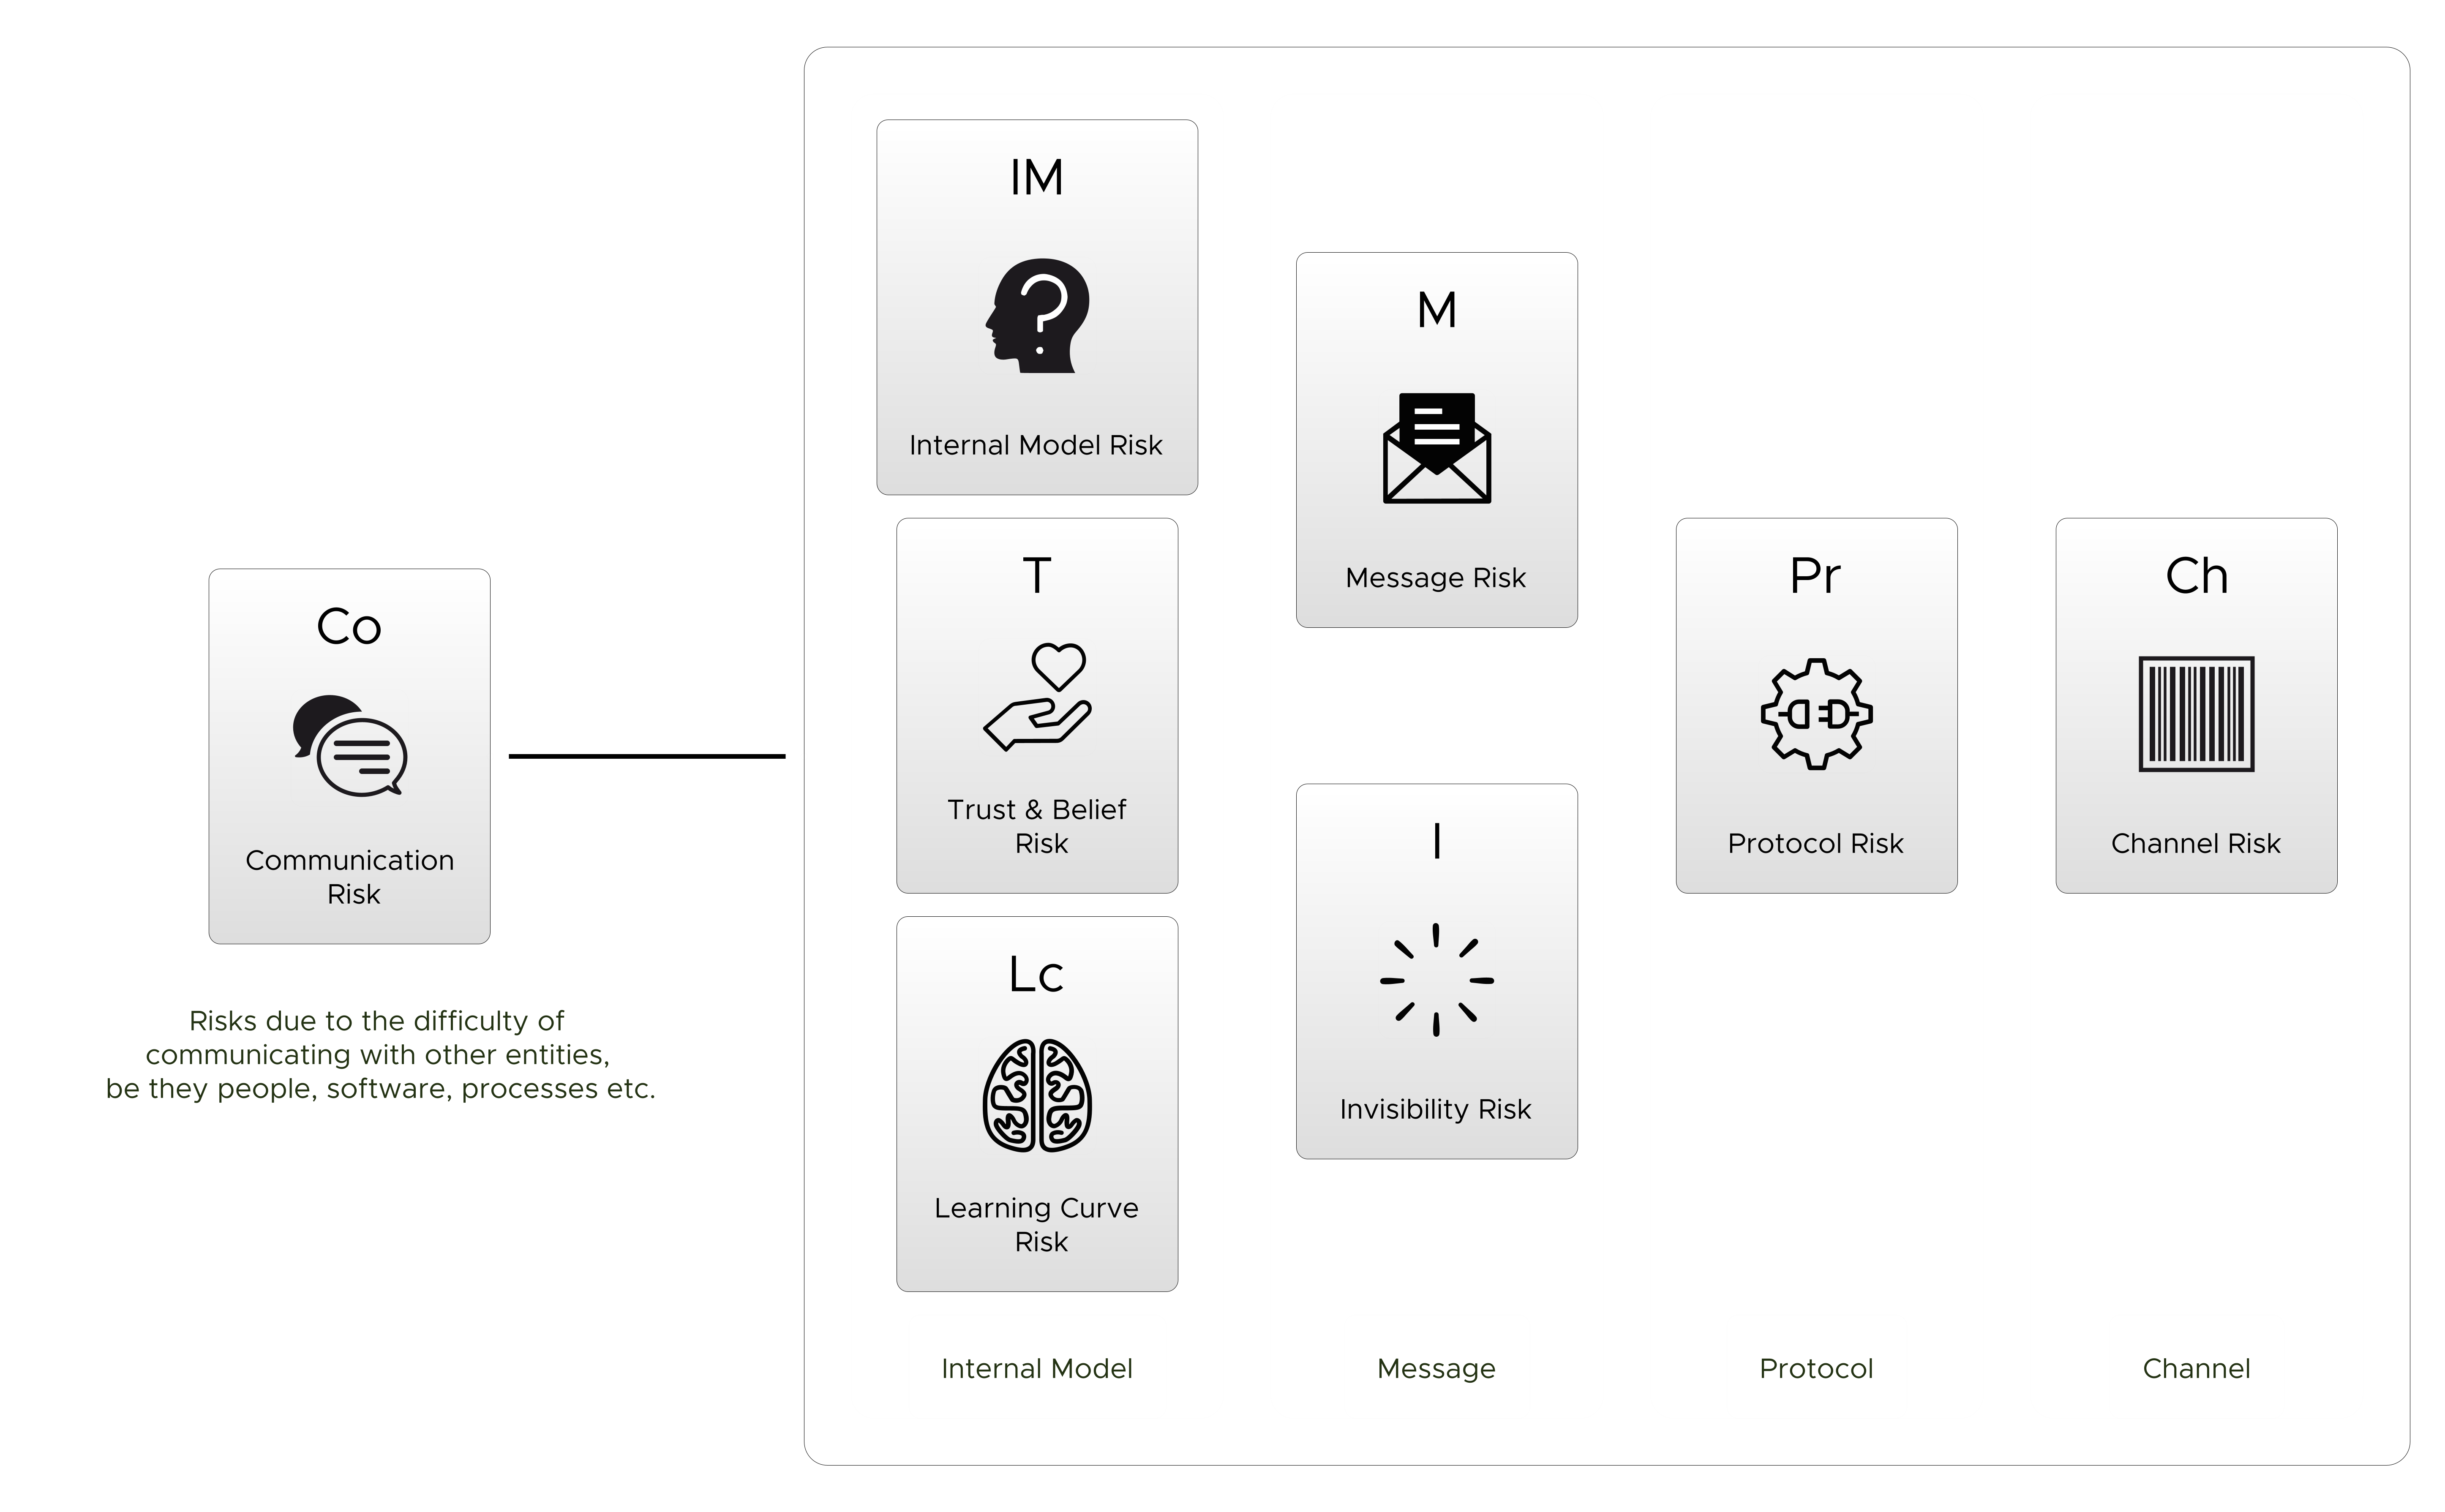 Co
Communication
Risk
Risks due to the difficulty of
communicating with other entities,
be they people, software, processes etc.
IM
Internal Model Risk
T
Trust & Belief
Risk
Lc
Learning Curve
Risk
Internal Model
M
Message Risk
I
Invisibility Risk
Message
Pr
Protocol Risk
Protocol
Ch
Channel Risk
Channel